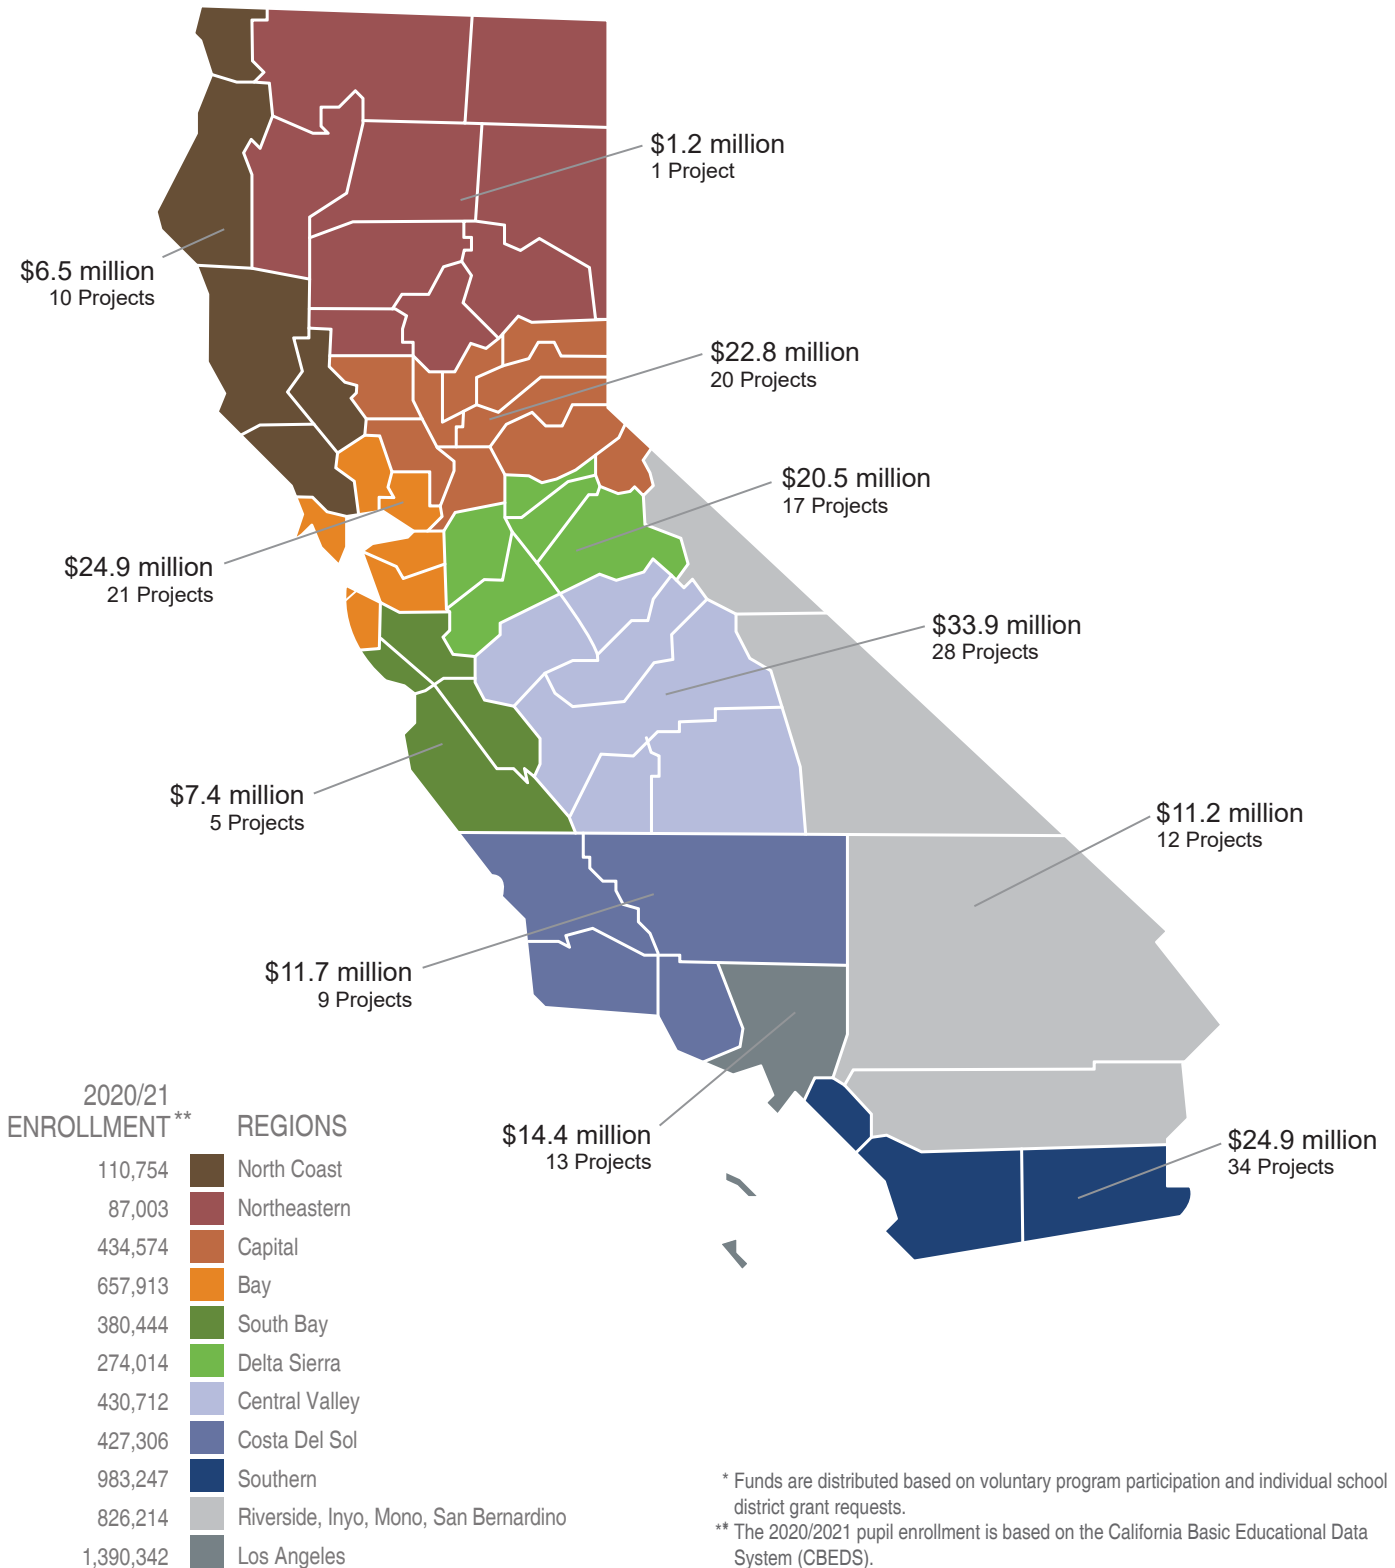 $1.2 million
1 Project
$6.5 million
10 Projects
$22.8 million
20 Projects
$20.5 million
17 Projects
$24.9 million
21 Projects
$33.9 million
28 Projects
$7.4 million
5 Projects
$11.2 million
12 Projects
$11.7 million
9 Projects
$14.4 million
13 Projects
$24.9 million
34 Projects
2020/21
ENROLLMENT** REGIONS
110,754 North Coast
87,003 Northeastern
434,574 Capital
657,913 Bay
380,444 South Bay
274,014 Delta Sierra
430,712 Central Valley
427,306 Costa Del Sol
983,247 Southern
826,214 Riverside, Inyo, Mono, San Bernardino
1,390,342 Los Angeles
* Funds are distributed based on voluntary program participation and individual school
district grant requests.
** The 2020/2021 pupil enrollment is based on the California Basic Educational Data
System (CBEDS).